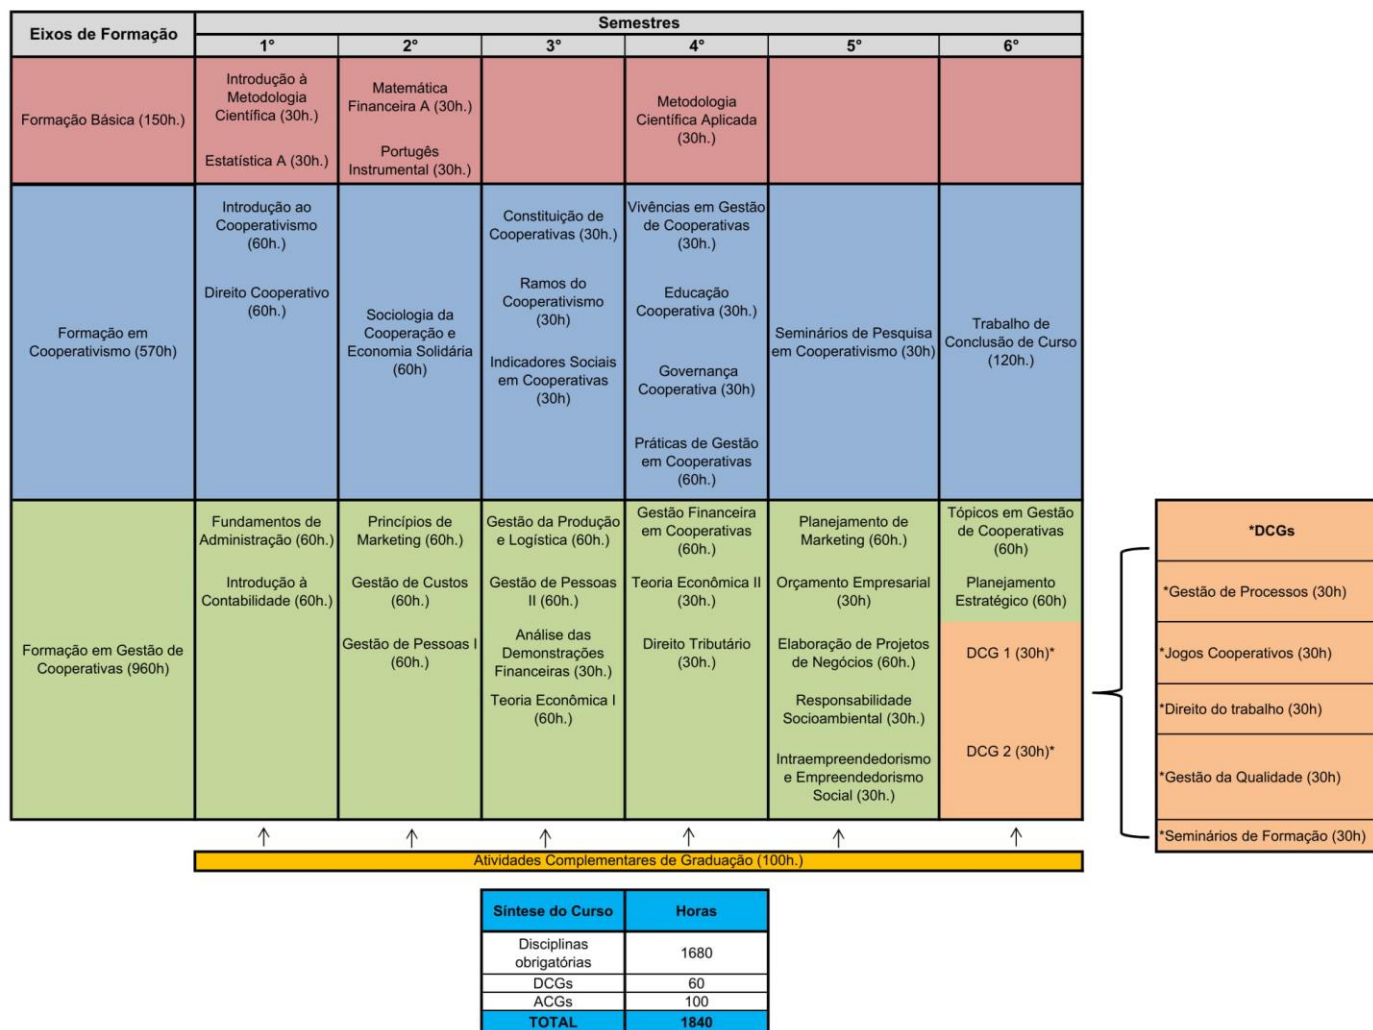 Eixos de Formação
Semestres
1°
2°
3°
4°
5°
6°
Formação Básica (150h.)
Introdução à
Metodologia
Científica (30h.)
Estatística A (30h.)
Matemática
Financeira A (30h.)
Portugês
Instrumental (30h.)
Metodologia
Científica Aplicada
(30h.)
Formação em
Cooperativismo (570h)
Introdução ao
Cooperativismo
(60h.)
Direito Cooperativo
(60h.)
Sociologia da
Cooperação e
Economia Solidária
(60h)
Constituição de
Cooperativas (30h.)
Ramos do
Cooperativismo
(30h)
Indicadores Sociais
em Cooperativas
(30h)
Vivências em Gestão
de Cooperativas
(30h.)
Educação
Cooperativa (30h.)
Governança
Cooperativa (30h)
Práticas de Gestão
em Cooperativas
(60h.)
Seminários de Pesquisa
em Cooperativismo (30h)
Trabalho de
Conclusão de Curso
(120h.)
Formação em Gestão
de Cooperativas (960h)
Fundamentos de
Administração (60h.)
Introdução à
Contabilidade (60h.)
Princípios de
Marketing (60h.)
Gestão de Custos
(60h.)
Gestão de Pessoas I
(60h.)
Gestão da Produção
e Logística (60h.)
Gestão de Pessoas
II (60h.)
Análise das
Demonstrações
Financeiras (30h.)
Teoria Econômica I
(60h.)
Gestão Financeira
em Cooperativas
(60h.)
Teoria Econômica II
(30h.)
Direito Tributário
(30h.)
Planejamento de
Marketing (60h.)
Orçamento Empresarial
(30h)
Elaboração de Projetos
de Negócios (60h.)
Responsabilidade
Socioambiental (30h.)
Intraempreendedorismo
e Empreendedorismo
Social (30h.)
Tópicos em Gestão
de Cooperativas
(60h)
Planejamento
Estratégico (60h)
DCG 1 (30h)*
DCG 2 (30h)*
*DCGs
*Gestão de Processos (30h)
*Jogos Cooperativos (30h)
*Direito do trabalho (30h)
*Gestão da Qualidade (30h)
*Seminários de Formação (30h)
Atividades Complementares de Graduação (100h.)
Síntese do Curso Horas
Disciplinas
obrigatórias 1680
DCGs 60
ACGs 100
TOTAL 1840